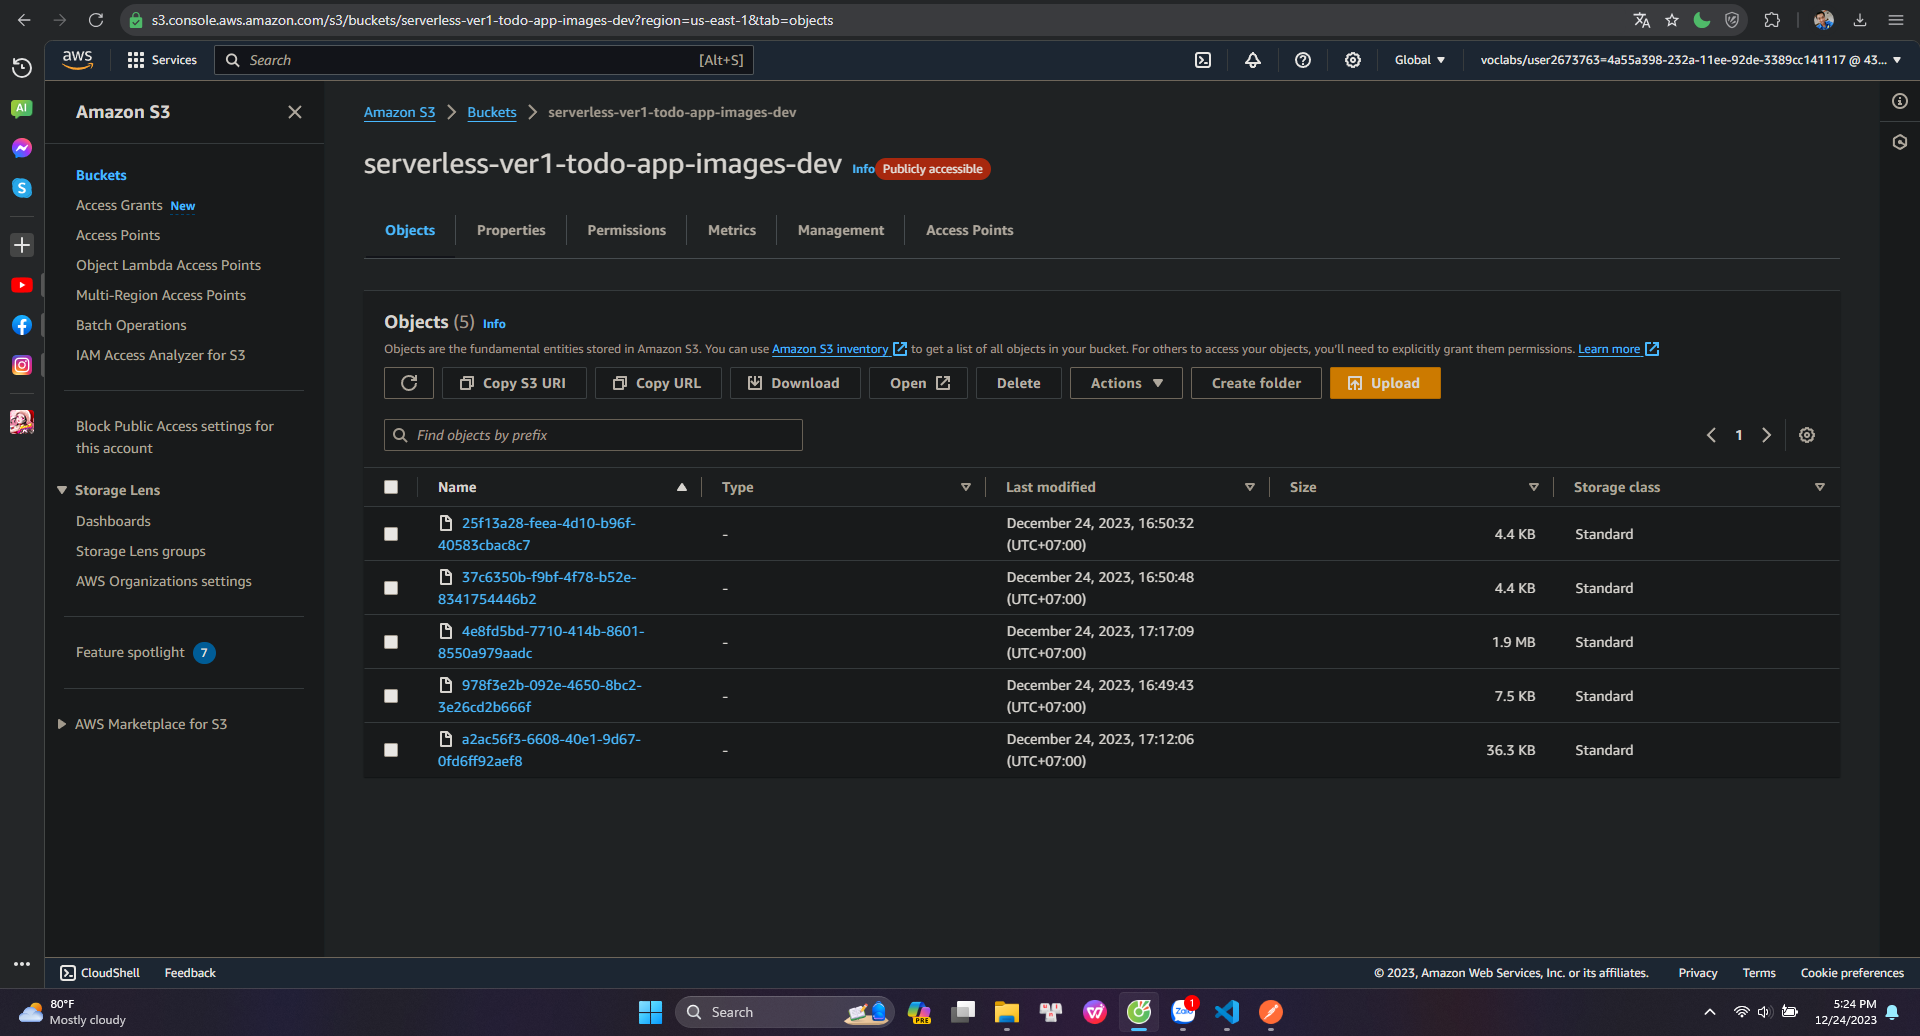 s3.console.aws.amazon.com/s3/buckets/serverless-ver1-todo-app-images-dev?region=us-east-1&tab=objects
aws
Services
Search
[Alt+S]
Global
voclabs/user2673763=4a55a398-232a-11ee-92de-3389cc141117 @ 43...
AI
S
Amazon S3
Buckets
Access Grants New
Access Points
Object Lambda Access Points
Multi-Region Access Points
Batch Operations
IAM Access Analyzer for S3
Block Public Access settings for
this account
Storage Lens
Dashboards
Storage Lens groups
AWS Organizations settings
Feature spotlight 7
AWS Marketplace for S3
Amazon S3 > Buckets > serverless-ver1-todo-app-images-dev
serverless-ver1-todo-app-images-dev Info Publicly accessible
Objects Properties Permissions Metrics Management Access Points
Objects (5) Info
Objects are the fundamental entities stored in Amazon S3. You can use Amazon S3 inventory to get a list of all objects in your bucket. For others to access your objects, you'll need to explicitly grant them permissions. Learn more
Copy S3 URI Copy URL Download Open Delete Actions Create folder Upload
Find objects by prefix
1
Name Type Last modified Size Storage class
25f13a28-feea-4d10-b96f-
40583cbac8c7
-
December 24, 2023, 16:50:32
(UTC+07:00)
4.4 KB
Standard
37c6350b-f9bf-4f78-b52e-
8341754446b2
-
December 24, 2023, 16:50:48
(UTC+07:00)
4.4 KB
Standard
4e8fd5bd-7710-414b-8601-
8550a979aadc
-
December 24, 2023, 17:17:09
(UTC+07:00)
1.9 MB
Standard
978f3e2b-092e-4650-8bc2-
3e26cd2b666f
-
December 24, 2023, 16:49:43
(UTC+07:00)
7.5 KB
Standard
a2ac56f3-6608-40e1-9d67-
0fd6ff92aef8
-
December 24, 2023, 17:12:06
(UTC+07:00)
36.3 KB
Standard
CloudShell Feedback
© 2023, Amazon Web Services, Inc. or its affiliates. Privacy Terms Cookie preferences
80°F
Mostly cloudy
Search
PRE
Zalo
1
5:24 PM
12/24/2023